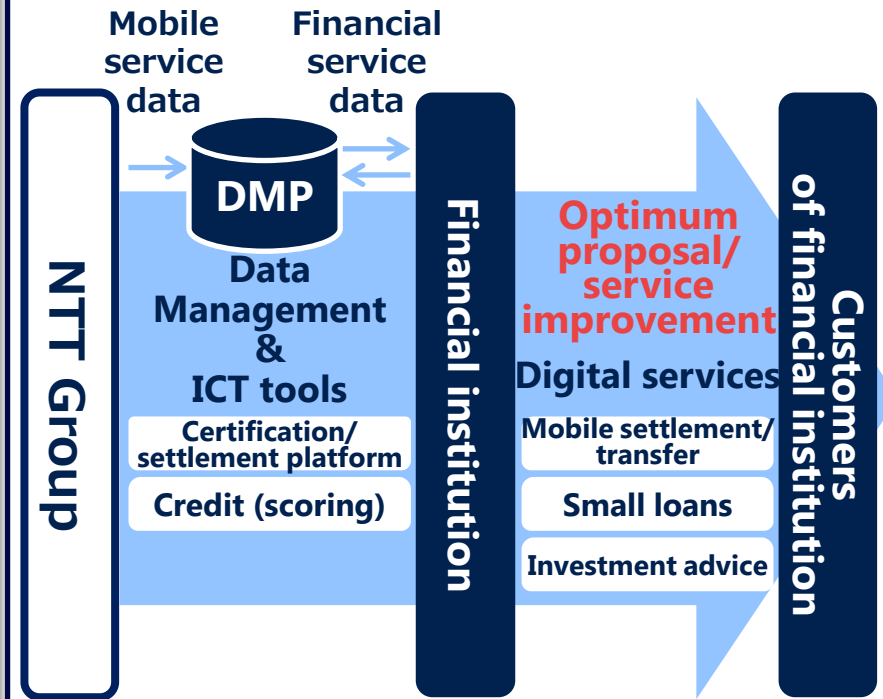 Mobile
service
data
Financial
service
data
DMP
NTT Group
Data
Management
&
ICT tools
Certification/
settlement platform
Credit (scoring)
Financial institution
Optimum
proposal/
service
improvement
Digital services
Mobile settlement/
transfer
Small loans
Investment advice
Customers
of financial institution